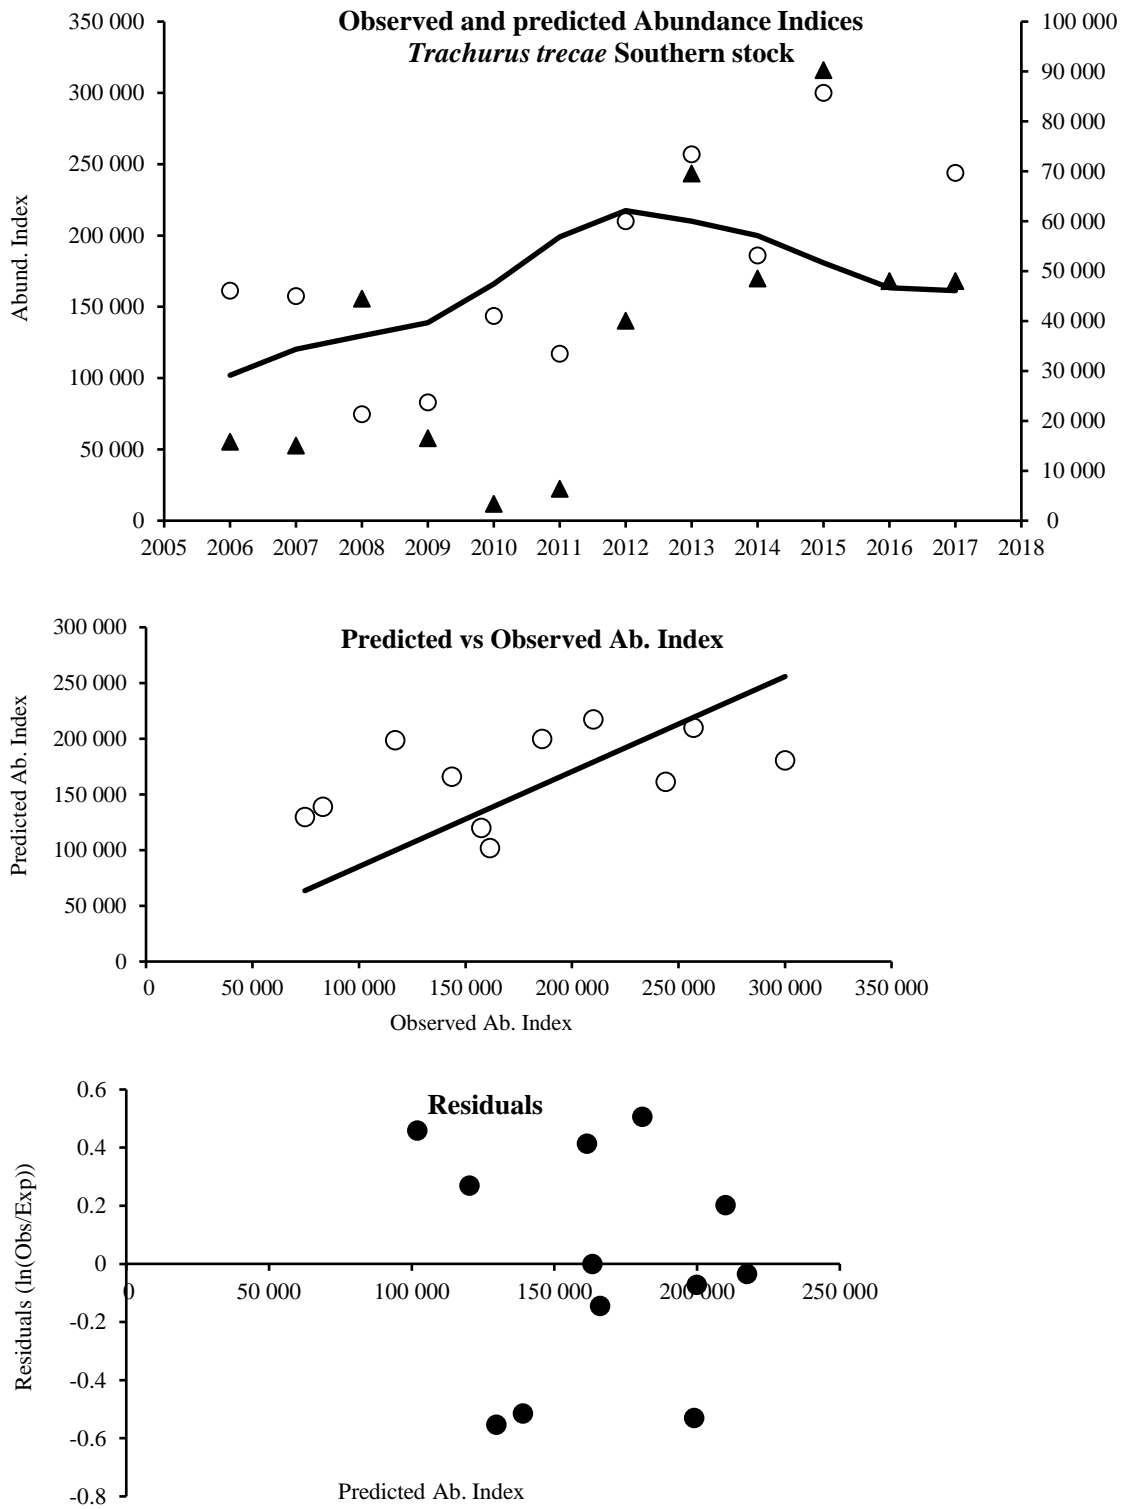 Observed and predicted Abundance Indices
Trachurus trecae Southern stock
Abund. Index
350 000
300 000
250 000
200 000
150 000
100 000
50 000
0
100 000
90 000
80 000
70 000
60 000
50 000
40 000
30 000
20 000
10 000
0
2005 2006 2007 2008 2009 2010 2011 2012 2013 2014 2015 2016 2017 2018
Predicted vs Observed Ab. Index
Predicted Ab. Index
300 000
250 000
200 000
150 000
100 000
50 000
0
0 50 000 100 000 150 000 200 000 250 000 300 000 350 000
Observed Ab. Index
Residuals
Residuals (ln(Obs/Exp))
0.6
0.4
0.2
0
-0.2
-0.4
-0.6
-0.8
0 50 000 100 000 150 000 200 000 250 000
Predicted Ab. Index